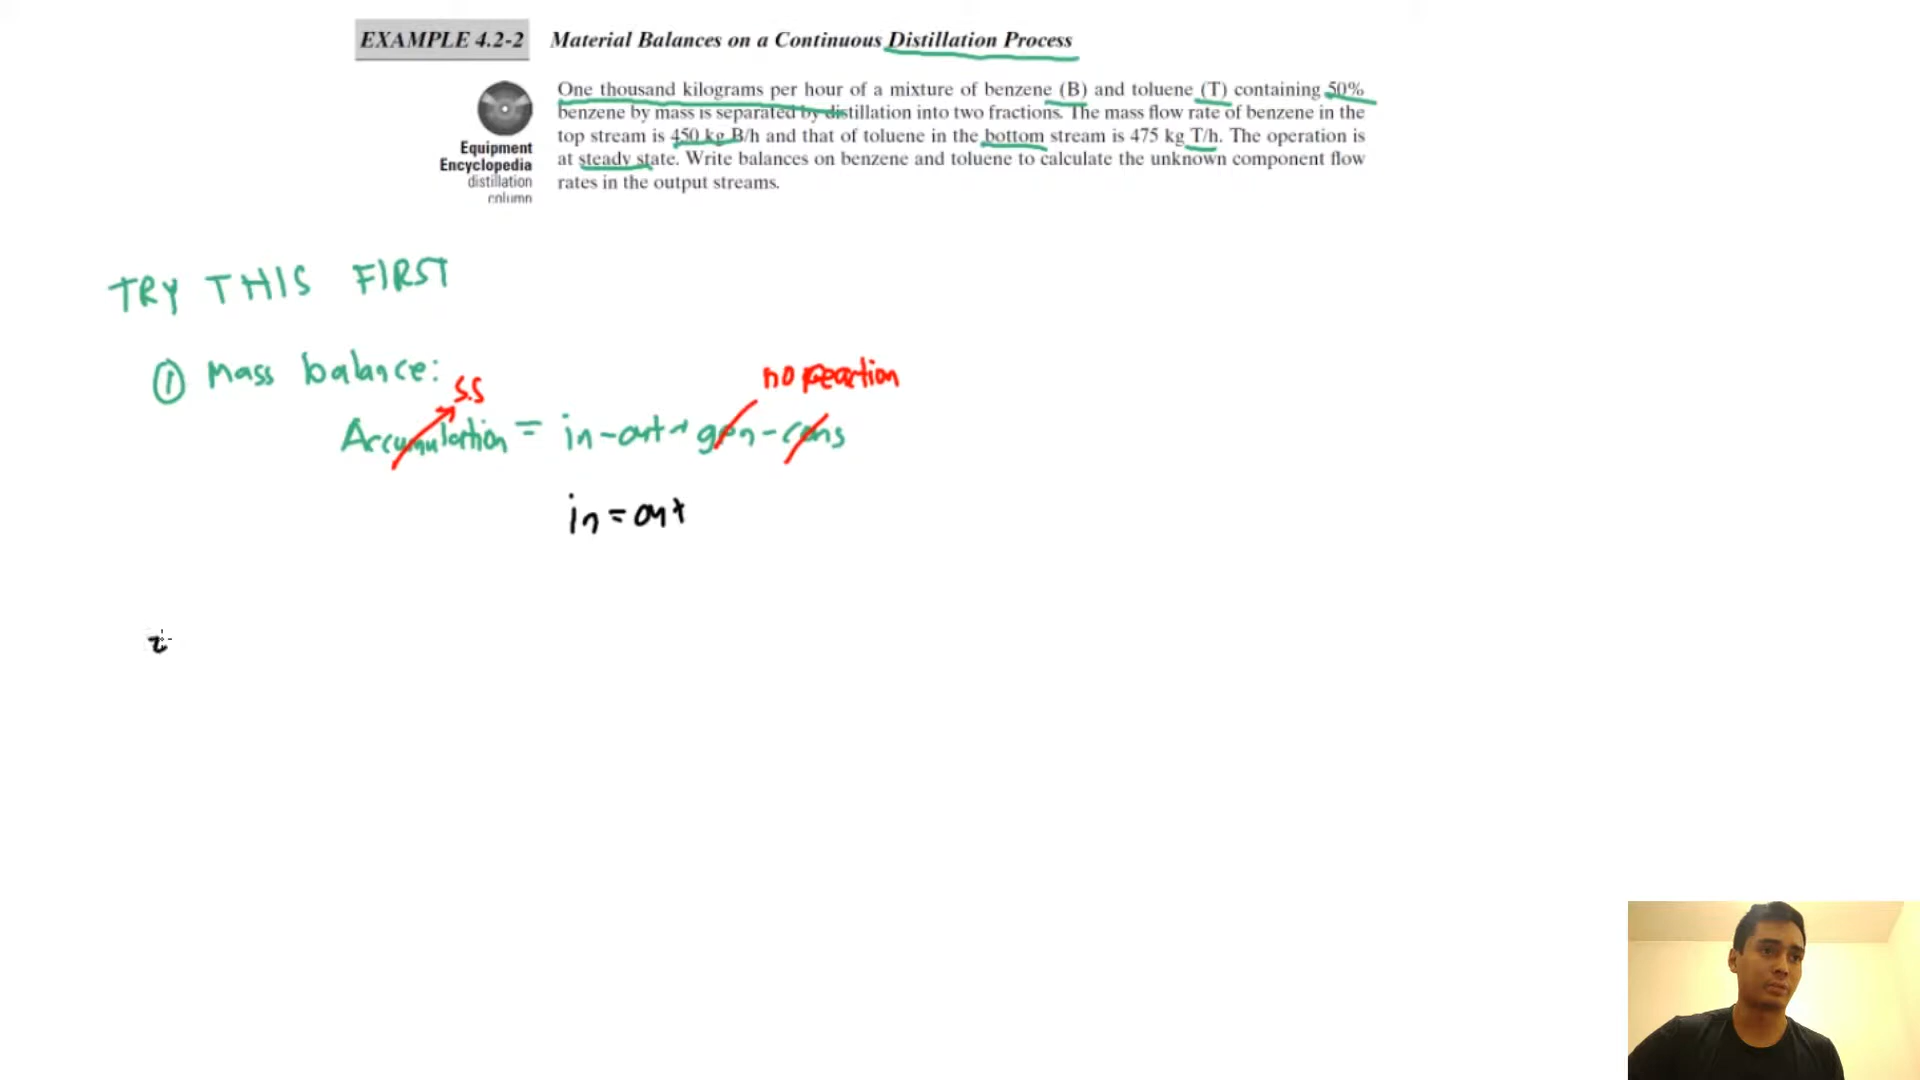 EXAMPLE 4.2-2 Material Balances on a Continuous Distillation Process
One thousand kilograms per hour of a mixture of benzene (B) and toluene (T) containing 50%
benzene by mass is separated by distillation into two fractions. The mass flow rate of benzene in the
top stream is 450 kg B/h and that of toluene in the bottom stream is 475 kg T/h. The operation is
at steady state. Write balances on benzene and toluene to calculate the unknown component flow
rates in the output streams.
Equipment
Encyclopedia
distillation
column
TRY THIS FIRST
① Mass balance:
S.S
no reaction
Accumulation = in - out + gen - cons
in = out